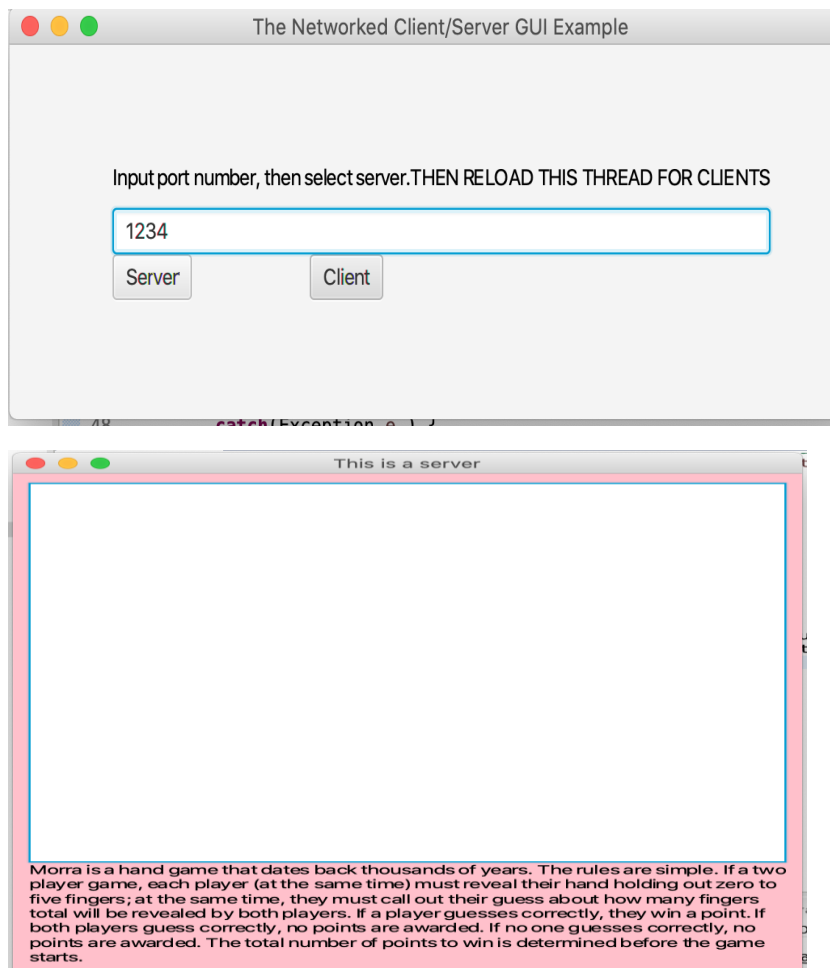 The Networked Client/Server GUI Example
Input port number, then select server.THEN RELOAD THIS THREAD FOR CLIENTS
1234
Server Client
48 catch(Exception e ) {
This is a server
Morra is a hand game that dates back thousands of years. The rules are simple. If a two
player game, each player (at the same time) must reveal their hand holding out zero to
five fingers; at the same time, they must call out their guess about how many fingers
total will be revealed by both players. If a player guesses correctly, they win a point. If
both players guess correctly, no points are awarded. If no one guesses correctly, no
points are awarded. The total number of points to win is determined before the game
starts.